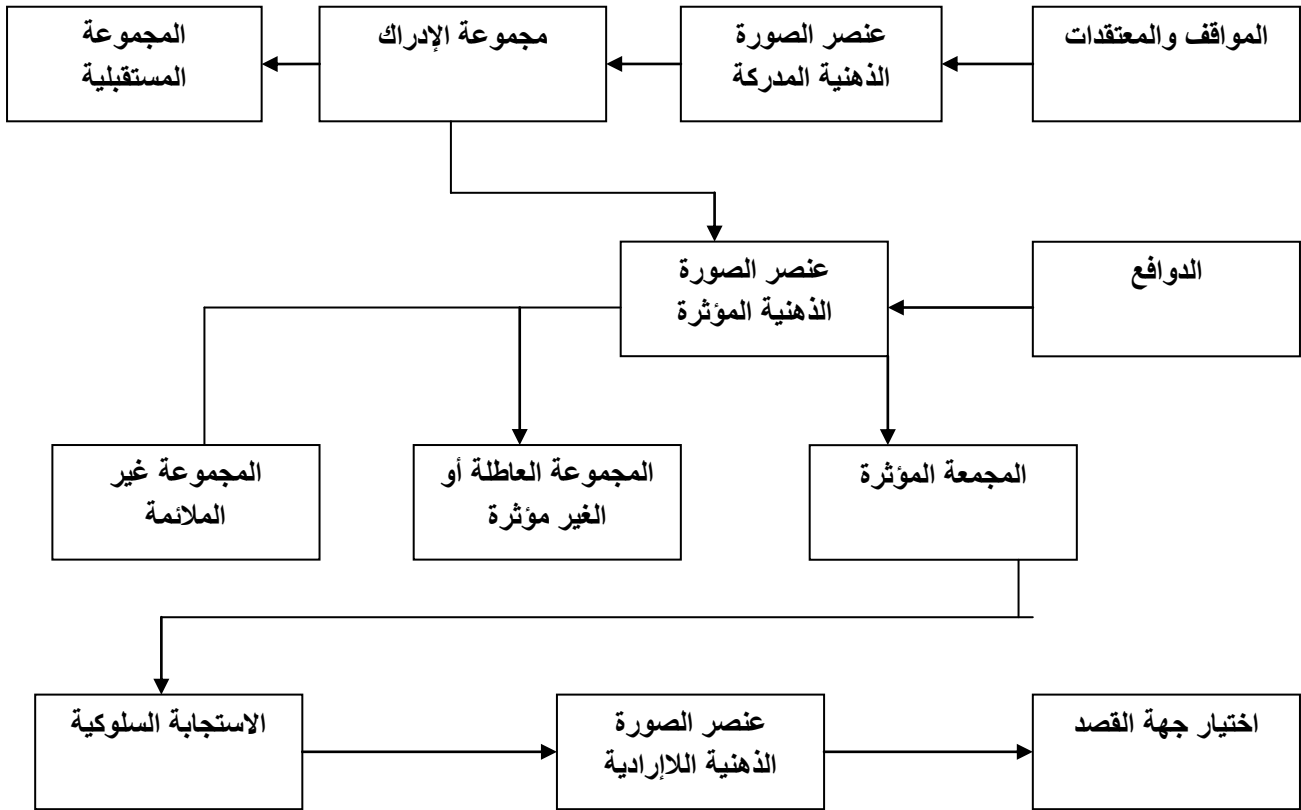 المواقف والمعتقدات
عنصر الصورة
الذهنية المدركة
مجموعة الإدراك
المجموعة
المستقبلية
الدوافع
عنصر الصورة
الذهنية المؤثرة
المجمعة المؤثرة
المجموعة العاطلة أو
الغير مؤثرة
المجموعة غير
الملائمة
الاستجابة السلوكية
عنصر الصورة
الذهنية اللاإرادية
اختيار جهة القصد